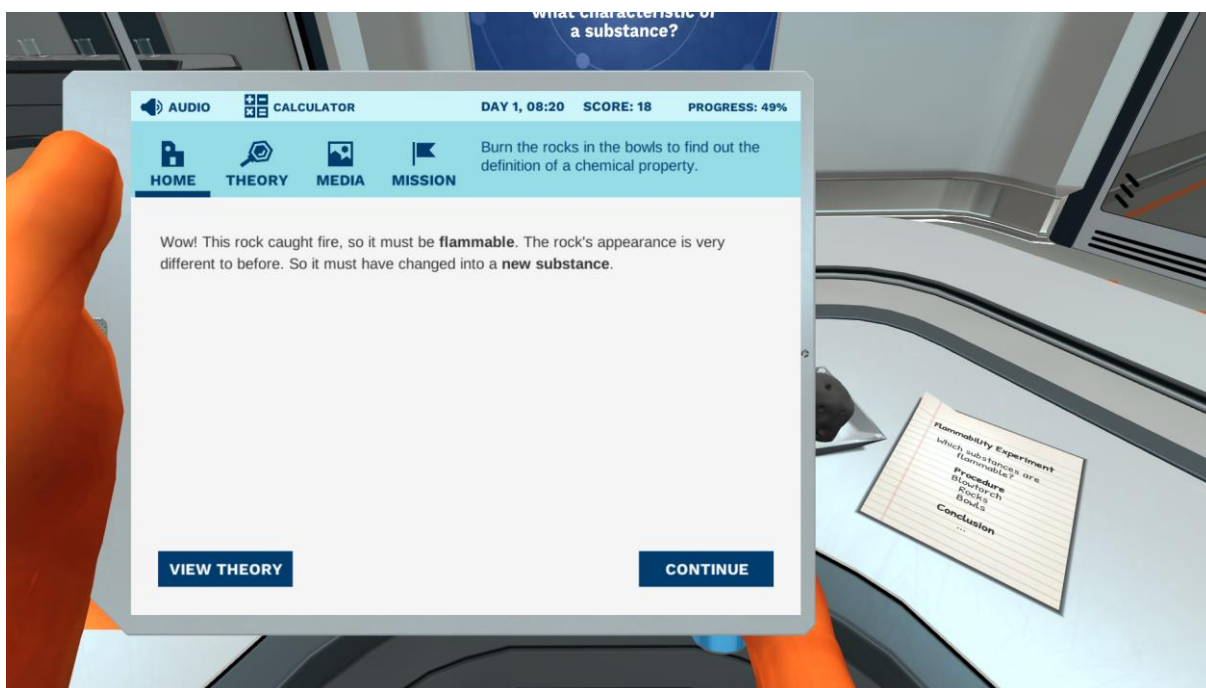 what characteristic of
a substance?
AUDIO
CALCULATOR
DAY 1, 08:20
SCORE: 18
PROGRESS: 49%
HOME
THEORY
MEDIA
MISSION
Burn the rocks in the bowls to find out the
definition of a chemical property.
Wow! This rock caught fire, so it must be flammable. The rock's appearance is very
different to before. So it must have changed into a new substance.
VIEW THEORY
CONTINUE
Flammability Experiment
Which substances are
flammable?
Procedure
Blowtorch
Rocks
Bowls
Conclusion
...